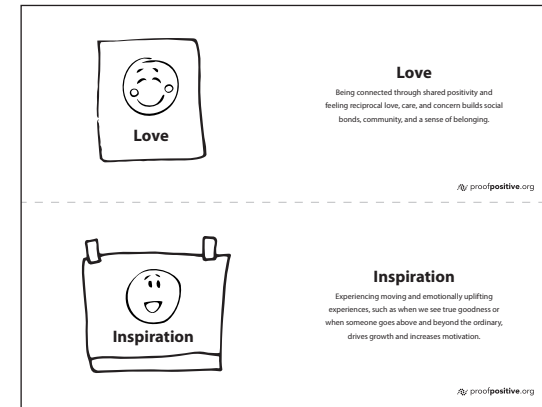 Love
Love
Being connected through shared positivity and
feeling reciprocal love, care, and concern builds social
bonds, community, and a sense of belonging.
proofpositive.org
Inspiration
Inspiration
Experiencing moving and emotionally uplifting
experiences, such as when we see true goodness or
when someone goes above and beyond the ordinary,
drives growth and increases motivation.
proofpositive.org